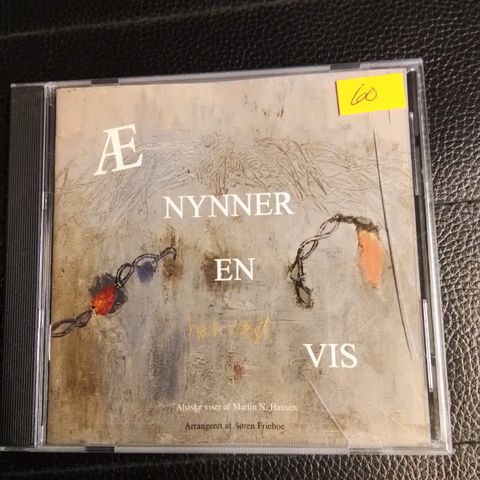 60
Æ
NYNNER
EN
VIS
Alsiske viser af Martin N. Hansen
Arrangeret af Søren Frieboe